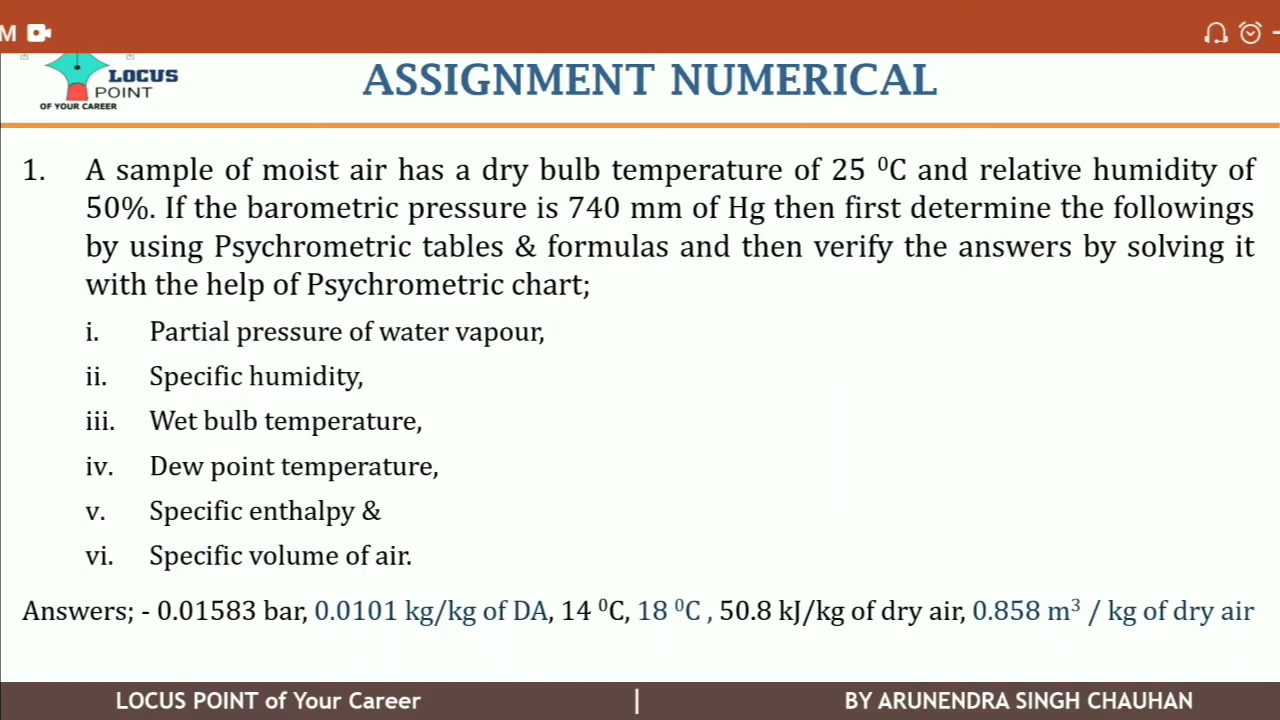 M
LOCUS
POINT
OF YOUR CAREER
ASSIGNMENT NUMERICAL
1. A sample of moist air has a dry bulb temperature of 25 ⁰C and relative humidity of
50%. If the barometric pressure is 740 mm of Hg then first determine the followings
by using Psychrometric tables & formulas and then verify the answers by solving it
with the help of Psychrometric chart;
i. Partial pressure of water vapour,
ii. Specific humidity,
iii. Wet bulb temperature,
iv. Dew point temperature,
v. Specific enthalpy &
vi. Specific volume of air.
Answers; - 0.01583 bar, 0.0101 kg/kg of DA, 14 ⁰C, 18 ⁰C , 50.8 kJ/kg of dry air, 0.858 m³ / kg of dry air
LOCUS POINT of Your Career | BY ARUNENDRA SINGH CHAUHAN